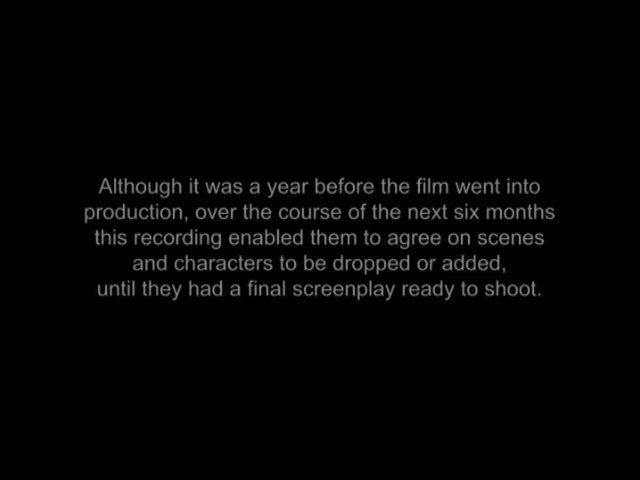 Although it was a year before the film went into
production, over the course of the next six months
this recording enabled them to agree on scenes
and characters to be dropped or added,
until they had a final screenplay ready to shoot.